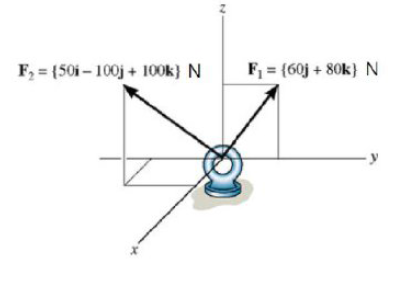 z
F₂ = {50i – 100j + 100k} N
F₁ = {60j + 80k} N
y
x